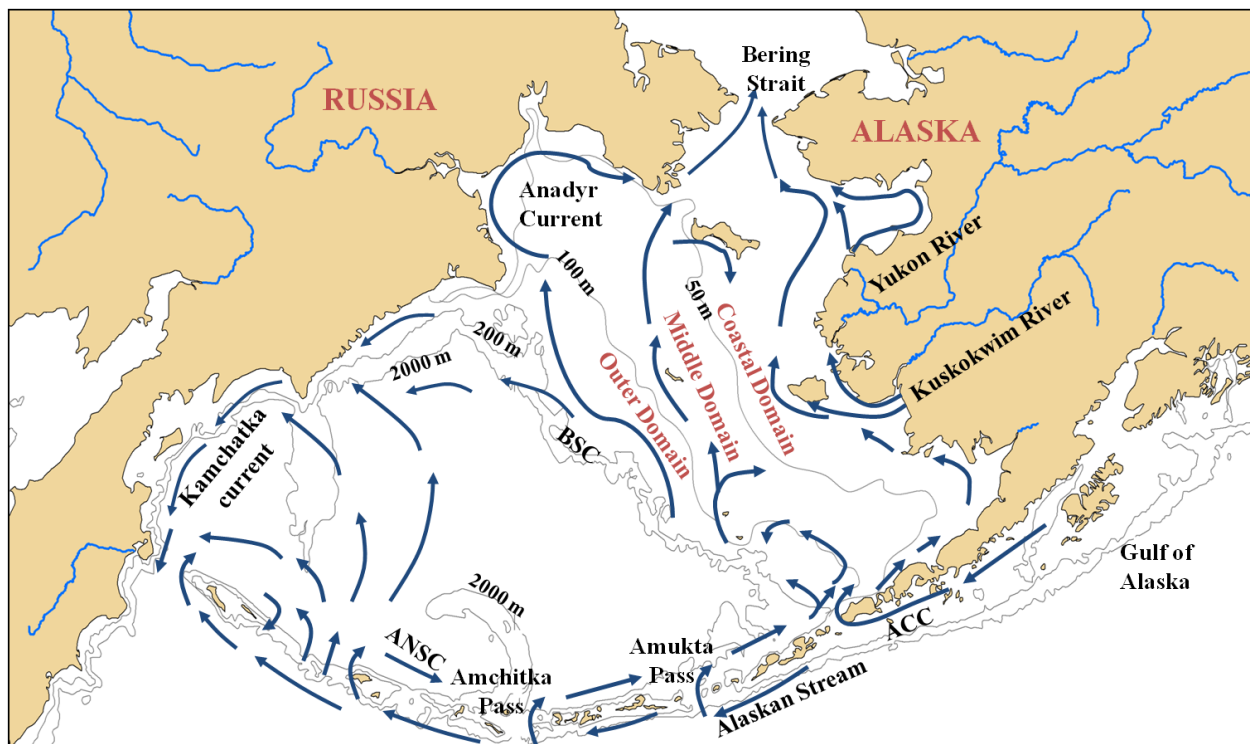 Bering
Strait
RUSSIA
ALASKA
Anadyr
Current
Yukon River
100 m
50 m
Kuskokwim River
200 m
2000 m
Outer Domain
Middle Domain
Coastal Domain
BSC
Kamchatka
current
Gulf of
Alaska
2000 m
ACC
ANSC
Amchitka
Pass
Amukta
Pass
Alaskan Stream